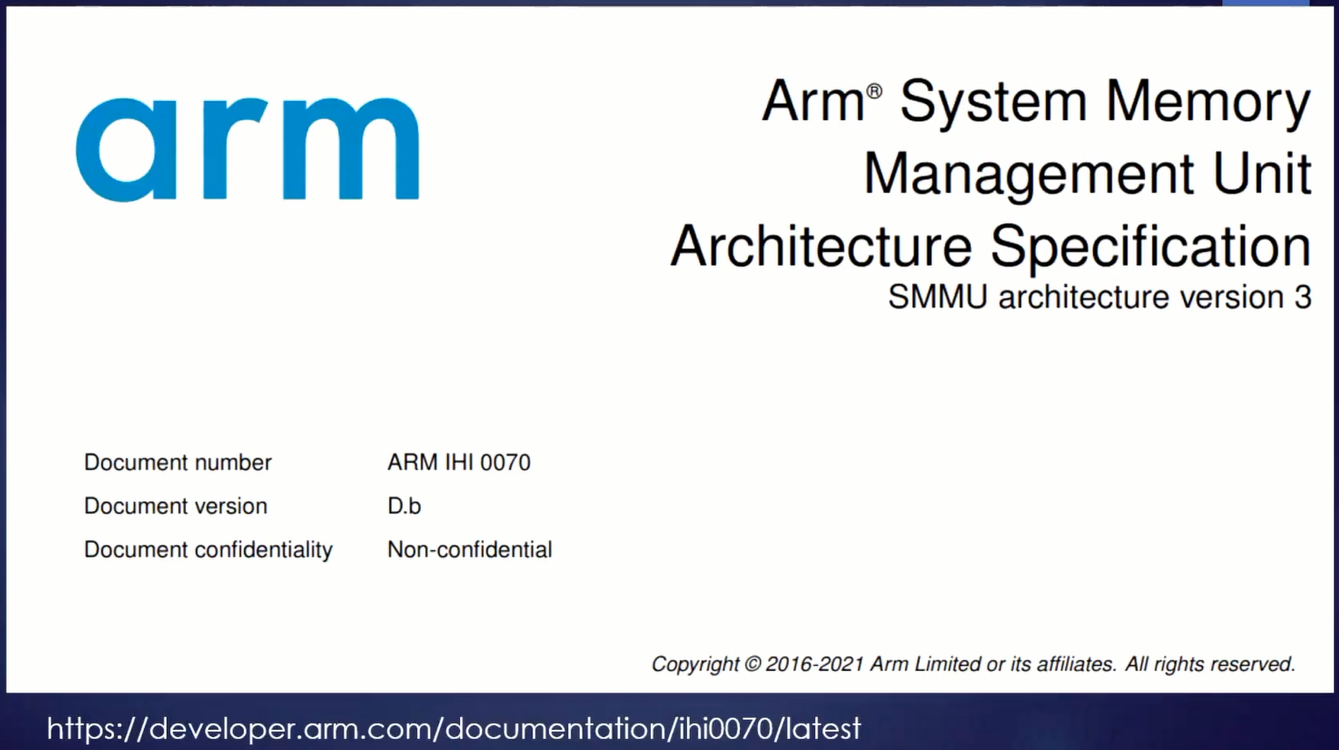 arm
Arm® System Memory
Management Unit
Architecture Specification
SMMU architecture version 3
Document number ARM IHI 0070
Document version D.b
Document confidentiality Non-confidential
Copyright © 2016-2021 Arm Limited or its affiliates. All rights reserved.
https://developer.arm.com/documentation/ihi0070/latest